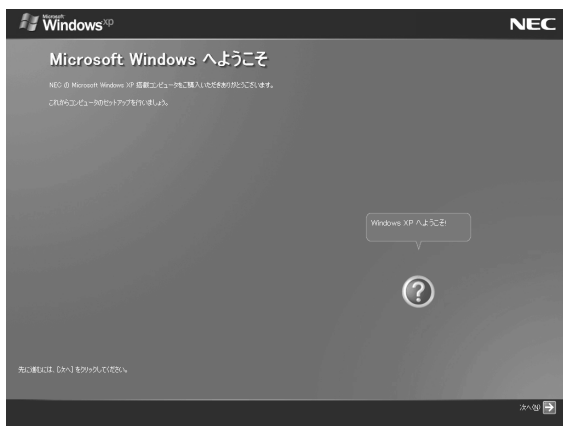 Microsoft
Windows xp
NEC
Microsoft Windows へようこそ
NEC の Microsoft Windows XP 搭載コンピュータをご購入いただきありがとうございます。
これからコンピュータのセットアップを行いましょう。
Windows XP へようこそ!
?
先に進むには、[次へ] をクリックしてください。
次へ(N)